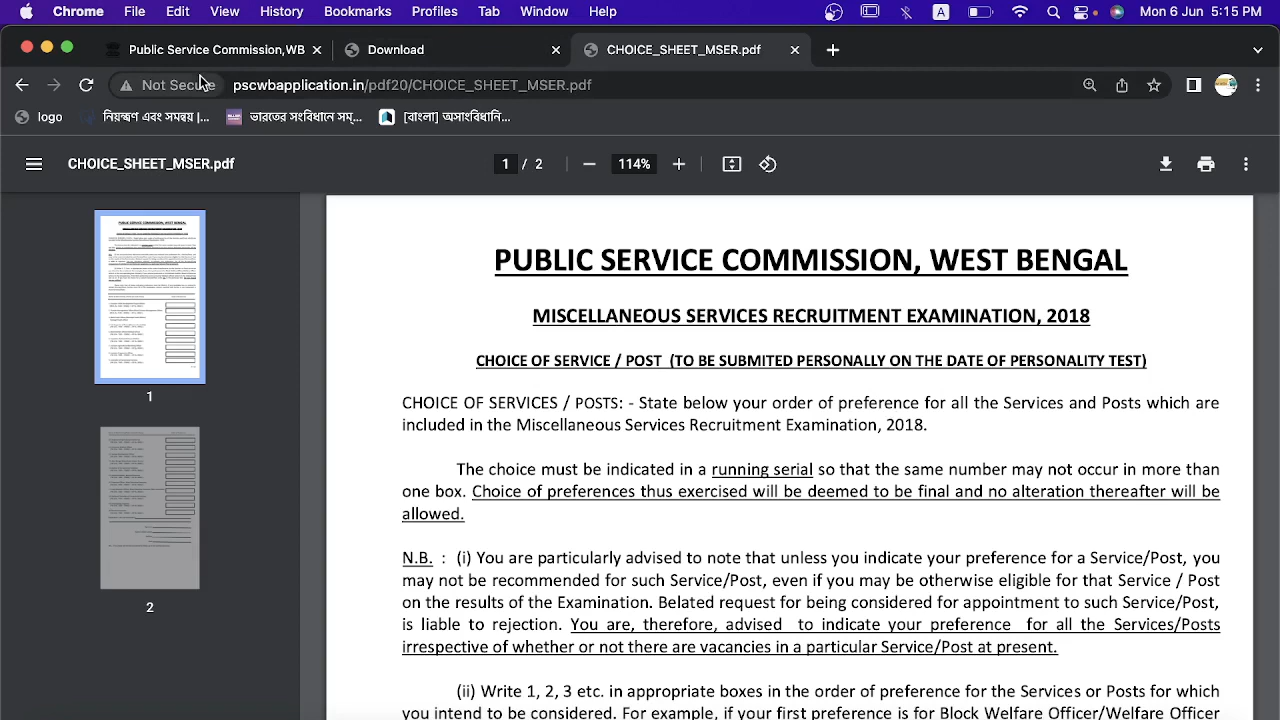 Chrome File Edit View History Bookmarks Profiles Tab Window Help A Mon 6 Jun 5:15 PM
Public Service Commission,WB Download CHOICE_SHEET_MSER.pdf
Not Secure pscwbapplication.in/pdf20/CHOICE_SHEET_MSER.pdf
logo নিয়ন্ত্রণ এবং সমন্বয় |... ভারতের সংবিধানে সম্... [বাংলা] অসাংবিধানি...
CHOICE_SHEET_MSER.pdf 1 / 2 — 114% +
PUBLIC SERVICE COMMISSION, WEST BENGAL
MISCELLANEOUS SERVICES RECRUITMENT EXAMINATION, 2018
CHOICE OF SERVICE / POST (TO BE SUBMITED PERSONALLY ON THE DATE OF PERSONALITY TEST)
CHOICE OF SERVICES / POSTS: - State below your order of preference for all the Services and Posts which are
included in the Miscellaneous Services Recruitment Examination, 2018.
The choice must be indicated in a running serial so that the same number may not occur in more than
one box. Choice of preferences thus exercised will be deemed to be final and no alteration thereafter will be
allowed.
N.B. : (i) You are particularly advised to note that unless you indicate your preference for a Service/Post, you
may not be recommended for such Service/Post, even if you may be otherwise eligible for that Service / Post
on the results of the Examination. Belated request for being considered for appointment to such Service/Post,
is liable to rejection. You are, therefore, advised to indicate your preference for all the Services/Posts
irrespective of whether or not there are vacancies in a particular Service/Post at present.
(ii) Write 1, 2, 3 etc. in appropriate boxes in the order of preference for the Services or Posts for which
you intend to be considered. For example, if your first preference is for Block Welfare Officer/Welfare Officer
1
2